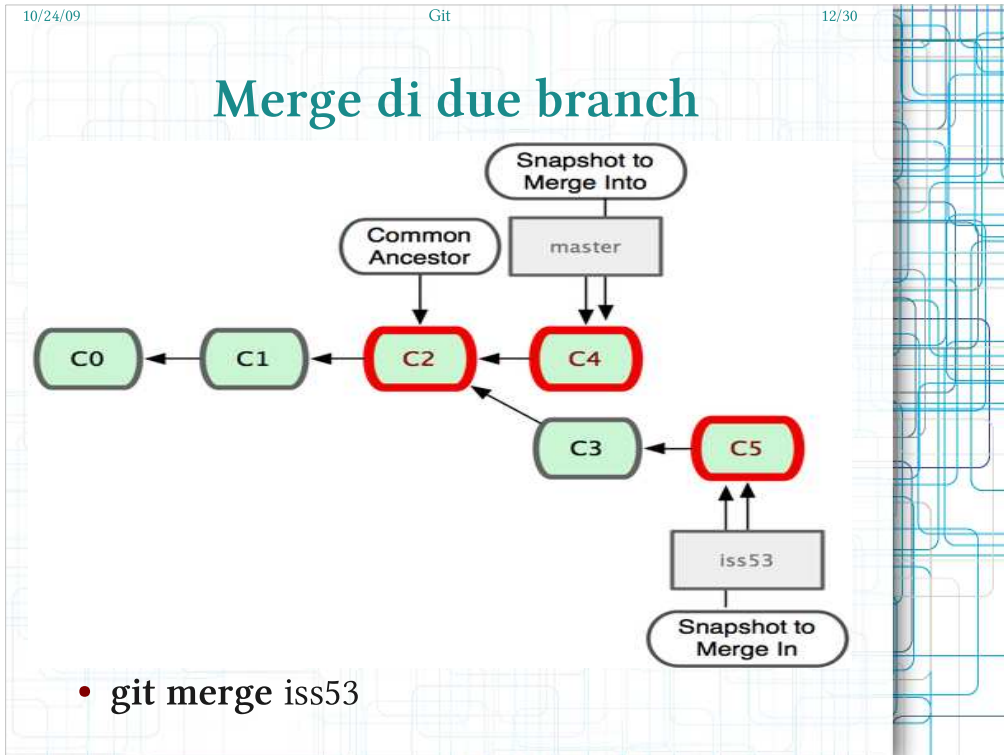 10/24/09 Git 12/30
Merge di due branch
Snapshot to
Merge Into
Common
Ancestor
master
C0 C1 C2 C4
C3 C5
iss53
Snapshot to
Merge In
• git merge iss53